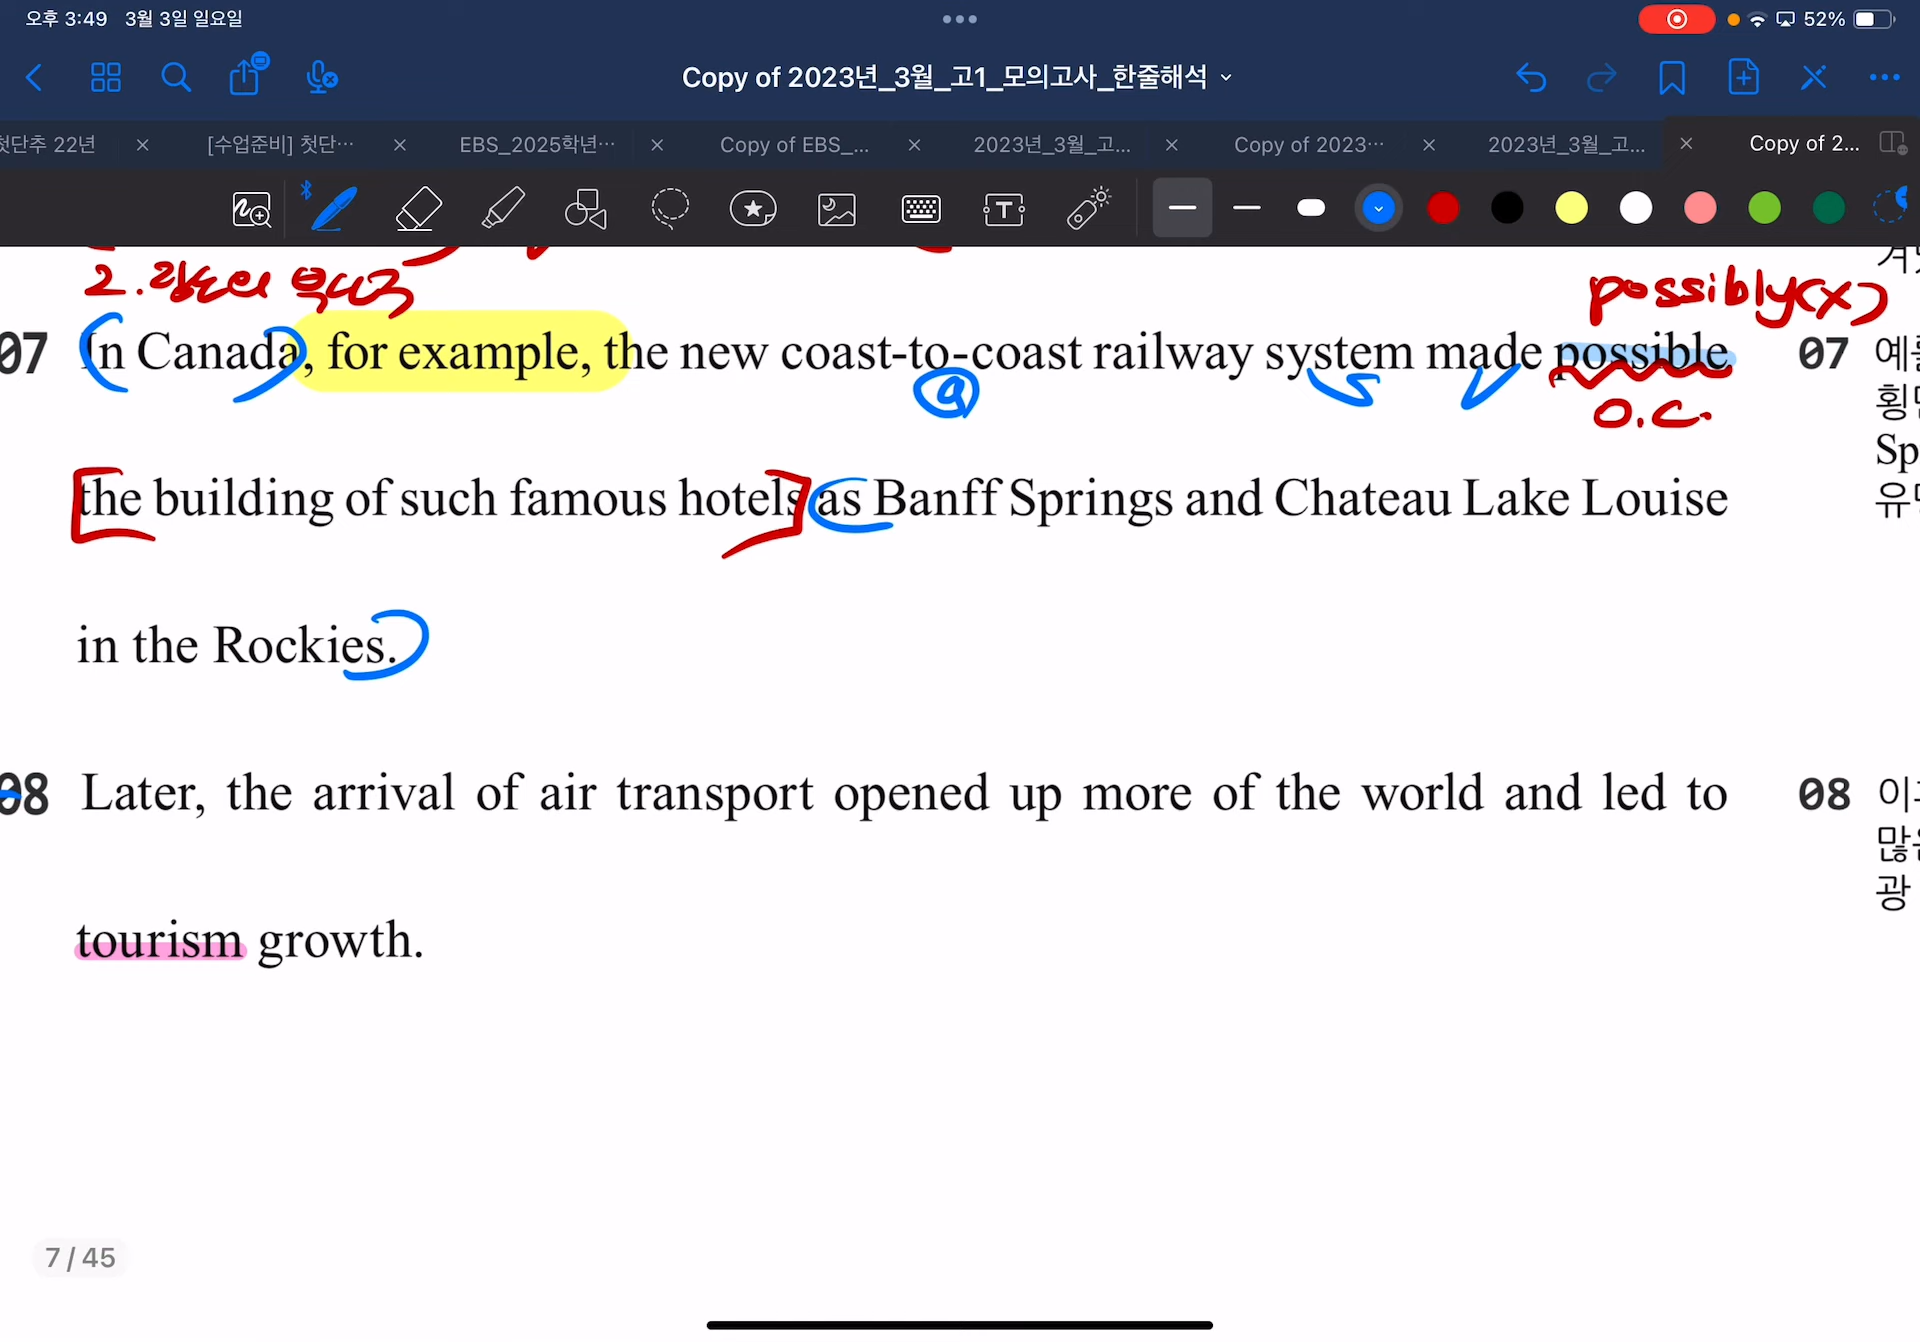 오후 3:49 3월 3일 일요일
52%
Copy of 2023년_3월_고1_모의고사_한줄해석
첫단추 22년
[수업준비] 첫단…
EBS_2025학년…
Copy of EBS_...
2023년_3월_고...
Copy of 2023…
2023년_3월_고...
Copy of 2...
possibly(x)
07 In Canada, for example, the new coast-to-coast railway system made possible
S V
O.C.
the building of such famous hotels as Banff Springs and Chateau Lake Louise
in the Rockies.
08 Later, the arrival of air transport opened up more of the world and led to
tourism growth.
07
횡
Sp
유
08 이
많은
광
7 / 45